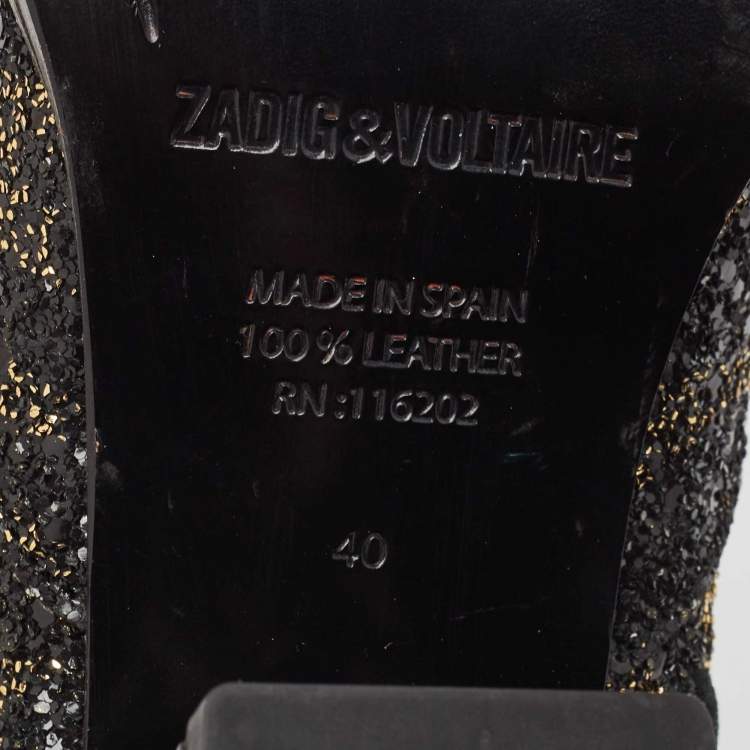 ZADIG&VOLTAIRE
MADE IN SPAIN
100% LEATHER
RN:116202
40